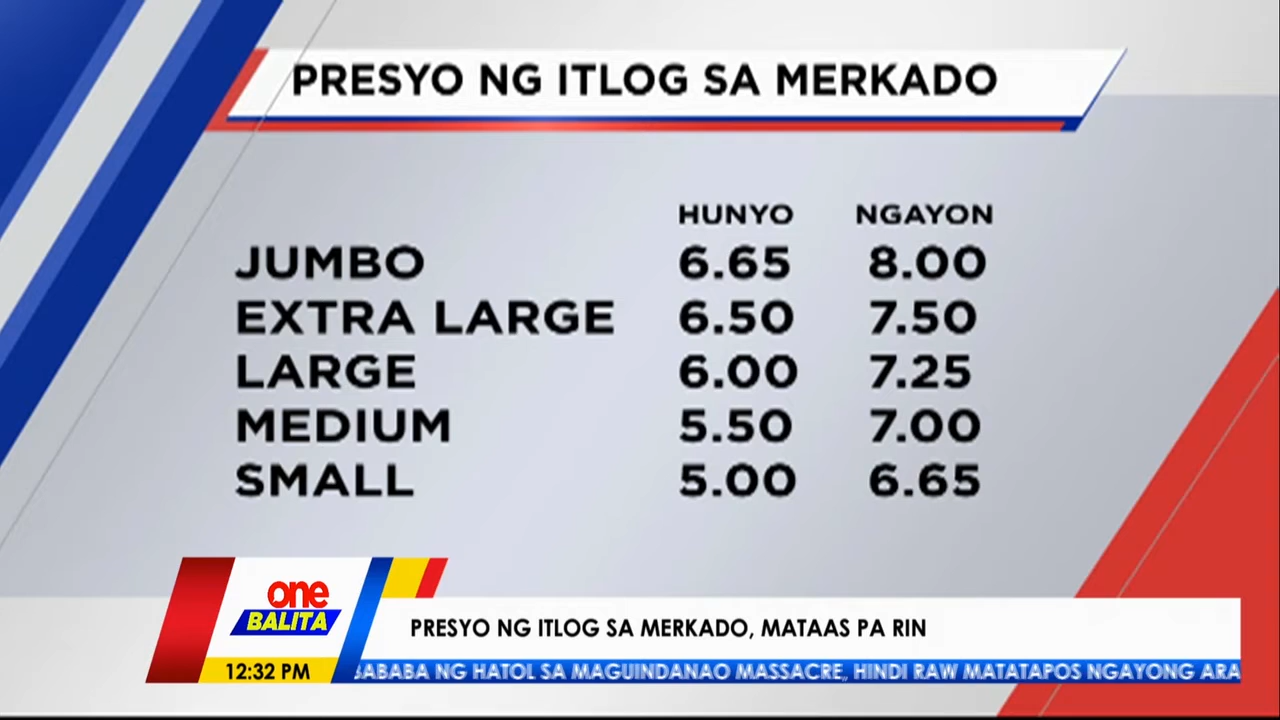 PRESYO NG ITLOG SA MERKADO
HUNYO NGAYON
JUMBO 6.65 8.00
EXTRA LARGE 6.50 7.50
LARGE 6.00 7.25
MEDIUM 5.50 7.00
SMALL 5.00 6.65
one
BALITA
PRESYO NG ITLOG SA MERKADO, MATAAS PA RIN
12:32 PM
BABABA NG HATOL SA MAGUINDANAO MASSACRE, HINDI RAW MATATAPOS NGAYONG ARA